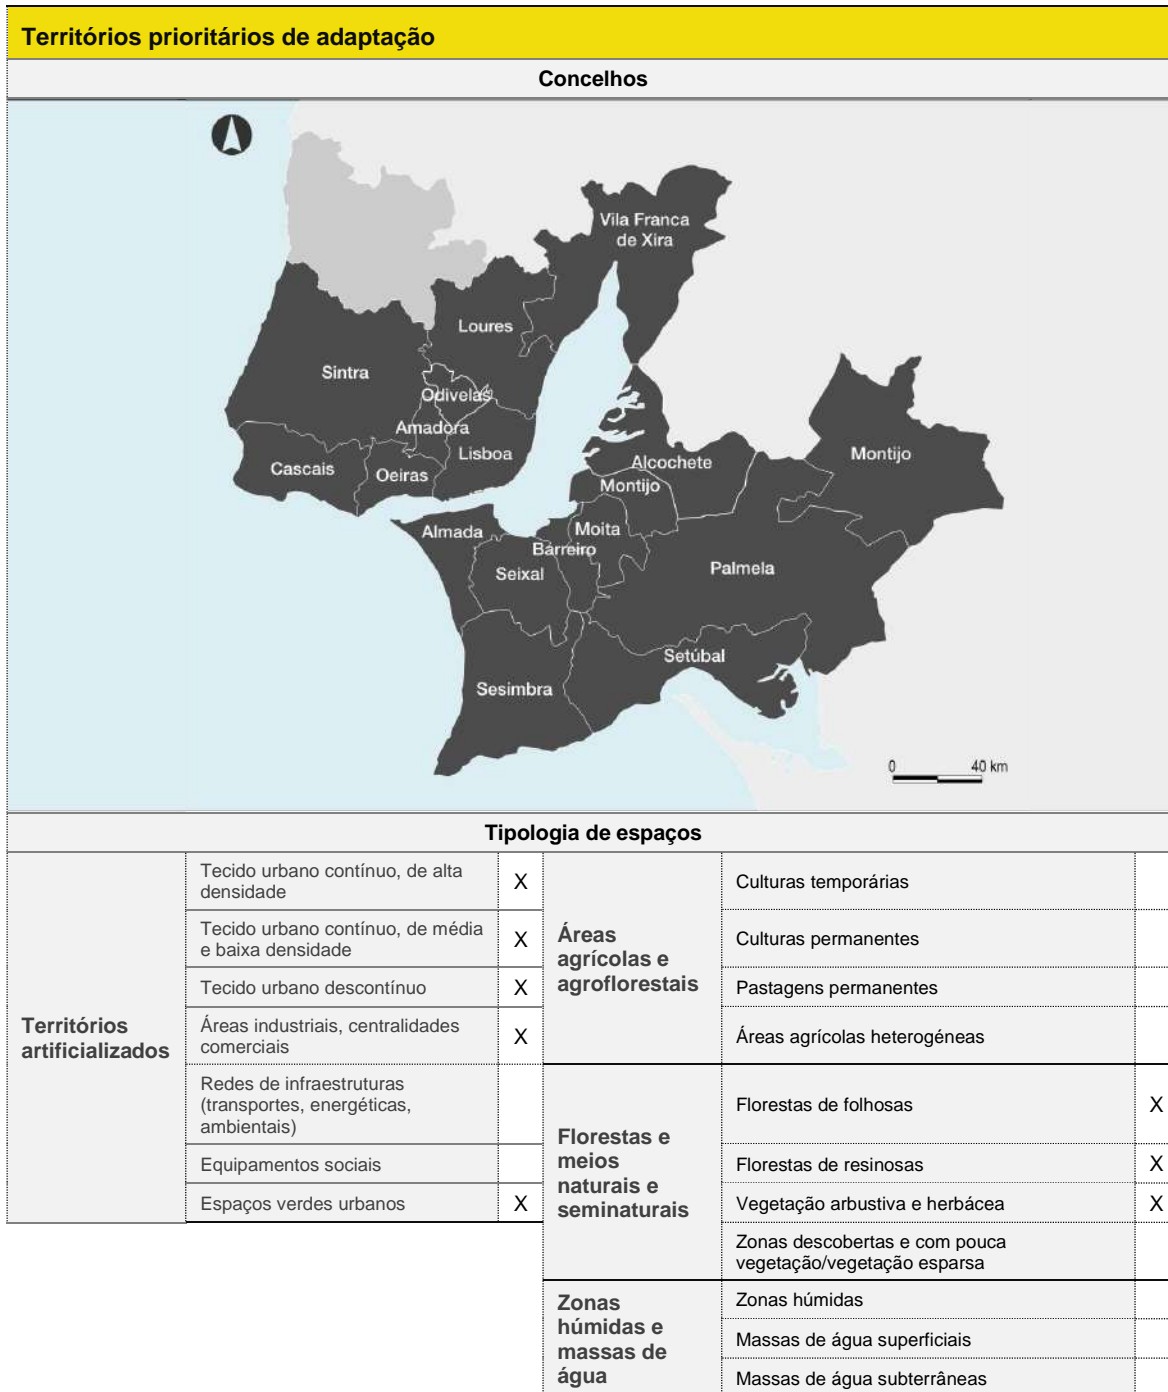 Territórios prioritários de adaptação
Concelhos
Vila Franca
de Xira
Loures
Sintra
Odivelas
Amadora
Lisboa
Cascais
Oeiras
Montijo
Alcochete
Montijo
Almada
Moita
Barreiro
Seixal
Palmela
Setúbal
Sesimbra
0 40 km
Tipologia de espaços
Territórios
artificializados
Tecido urbano contínuo, de alta
densidade
X
Tecido urbano contínuo, de média
e baixa densidade
X
Tecido urbano descontínuo
X
Áreas industriais, centralidades
comerciais
X
Redes de infraestruturas
(transportes, energéticas,
ambientais)
Equipamentos sociais
Espaços verdes urbanos
X
Áreas
agrícolas e
agroflorestais
Culturas temporárias
Culturas permanentes
Pastagens permanentes
Áreas agrícolas heterogéneas
Florestas e
meios
naturais e
seminaturais
Florestas de folhosas
X
Florestas de resinosas
X
Vegetação arbustiva e herbácea
X
Zonas descobertas e com pouca
vegetação/vegetação esparsa
Zonas
húmidas e
massas de
água
Zonas húmidas
Massas de água superficiais
Massas de água subterrâneas